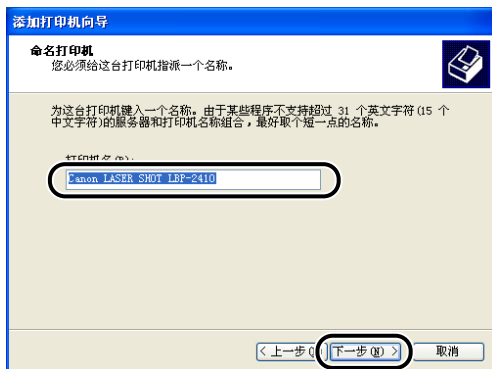 添加打印机向导
命名打印机
您必须给这台打印机指派一个名称。
为这台打印机键入一个名称。由于某些程序不支持超过 31 个英文字符(15 个
中文字符)的服务器和打印机名称组合，最好取个短一点的名称。
打印机名(P):
Canon LASER SHOT LBP-2410
< 上一步 下一步(N) > 取消